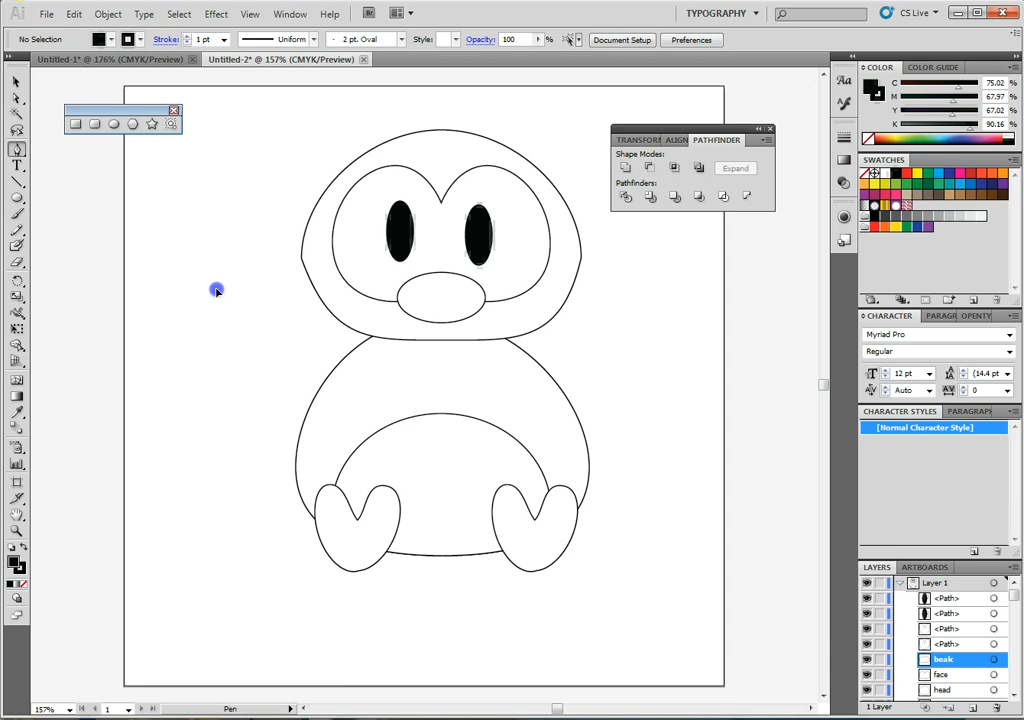 Ai File Edit Object Type Select Effect View Window Help Br TYPOGRAPHY CS Live
No Selection Stroke: 1 pt Uniform 2 pt. Oval Style: Opacity: 100 % Document Setup Preferences
Untitled-1* @ 176% (CMYK/Preview) Untitled-2* @ 157% (CMYK/Preview)
COLOR COLOR GUIDE
C 75.02 %
M 67.97 %
Y 67.02 %
K 90.16 %
TRANSFORM ALIGN PATHFINDER
Shape Modes:
Expand
Pathfinders:
SWATCHES
CHARACTER PARAGR OPENTY
Myriad Pro
Regular
12 pt (14.4 pt
Auto 0
CHARACTER STYLES PARAGRAPH
[Normal Character Style]
LAYERS ARTBOARDS
Layer 1
<Path>
<Path>
<Path>
<Path>
beak
face
head
1 Layer
157% 1 Pen